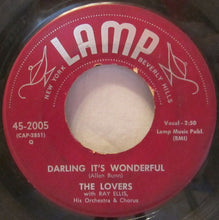 LAMP
NEW YORK
BEVERLY HILLS
45-2005
(CAP-2851)
Q
Vocal - 2:50
Lamp Music Publ.
(BMI)
DARLING IT'S WONDERFUL
(Allan Bunn)
THE LOVERS
with RAY ELLIS,
His Orchestra & Chorus